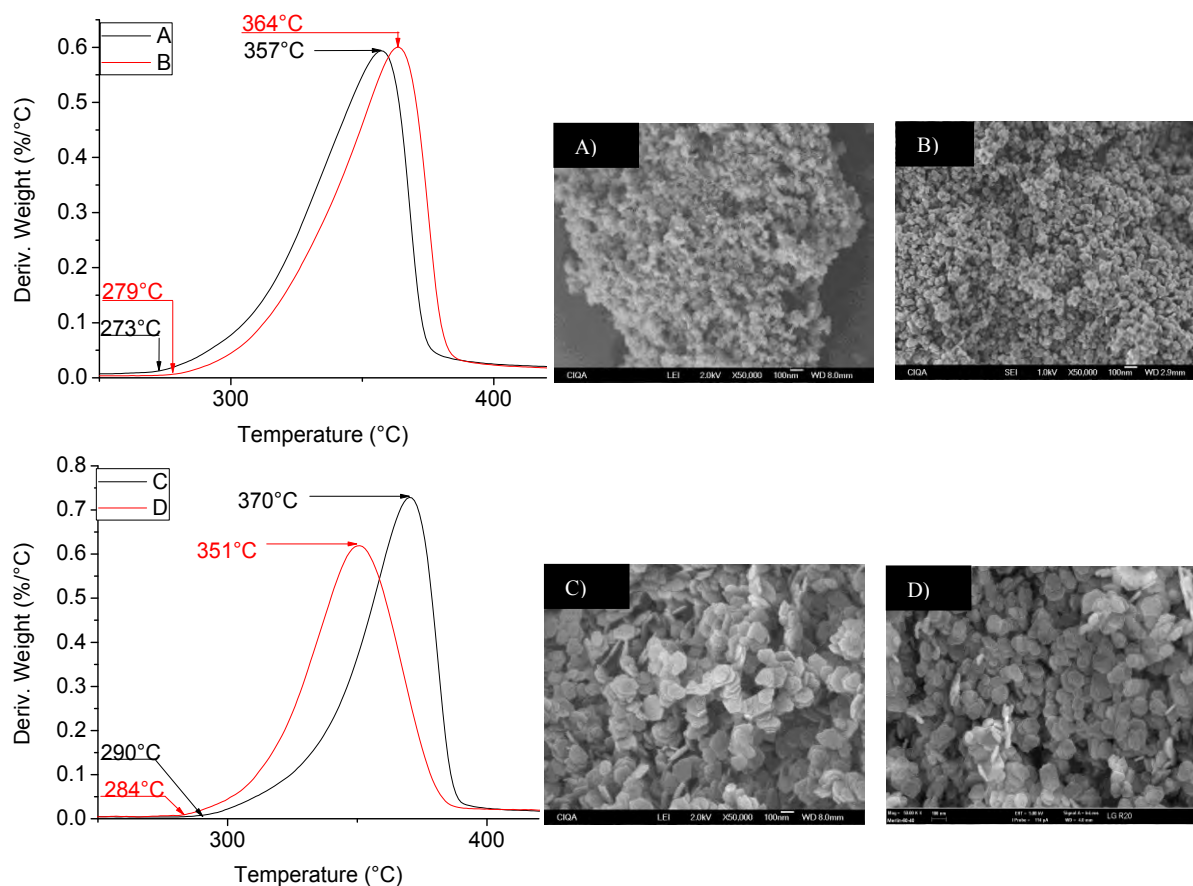 A
B
364°C
357°C
279°C
273°C
0.6
0.5
0.4
0.3
0.2
0.1
0.0
Deriv. Weight (%/°C)
300
400
Temperature (°C)
A)
CIQA LEI 2.0kV X50,000 100nm WD 8.0mm
B)
CIQA SEI 1.0kV X50,000 100nm WD 2.9mm
C
D
370°C
351°C
290°C
284°C
0.8
0.7
0.6
0.5
0.4
0.3
0.2
0.1
0.0
Deriv. Weight (%/°C)
300
400
Temperature (°C)
C)
CIQA LEI 2.0kV X50,000 100nm WD 8.0mm
D)
100 nm
LG R20